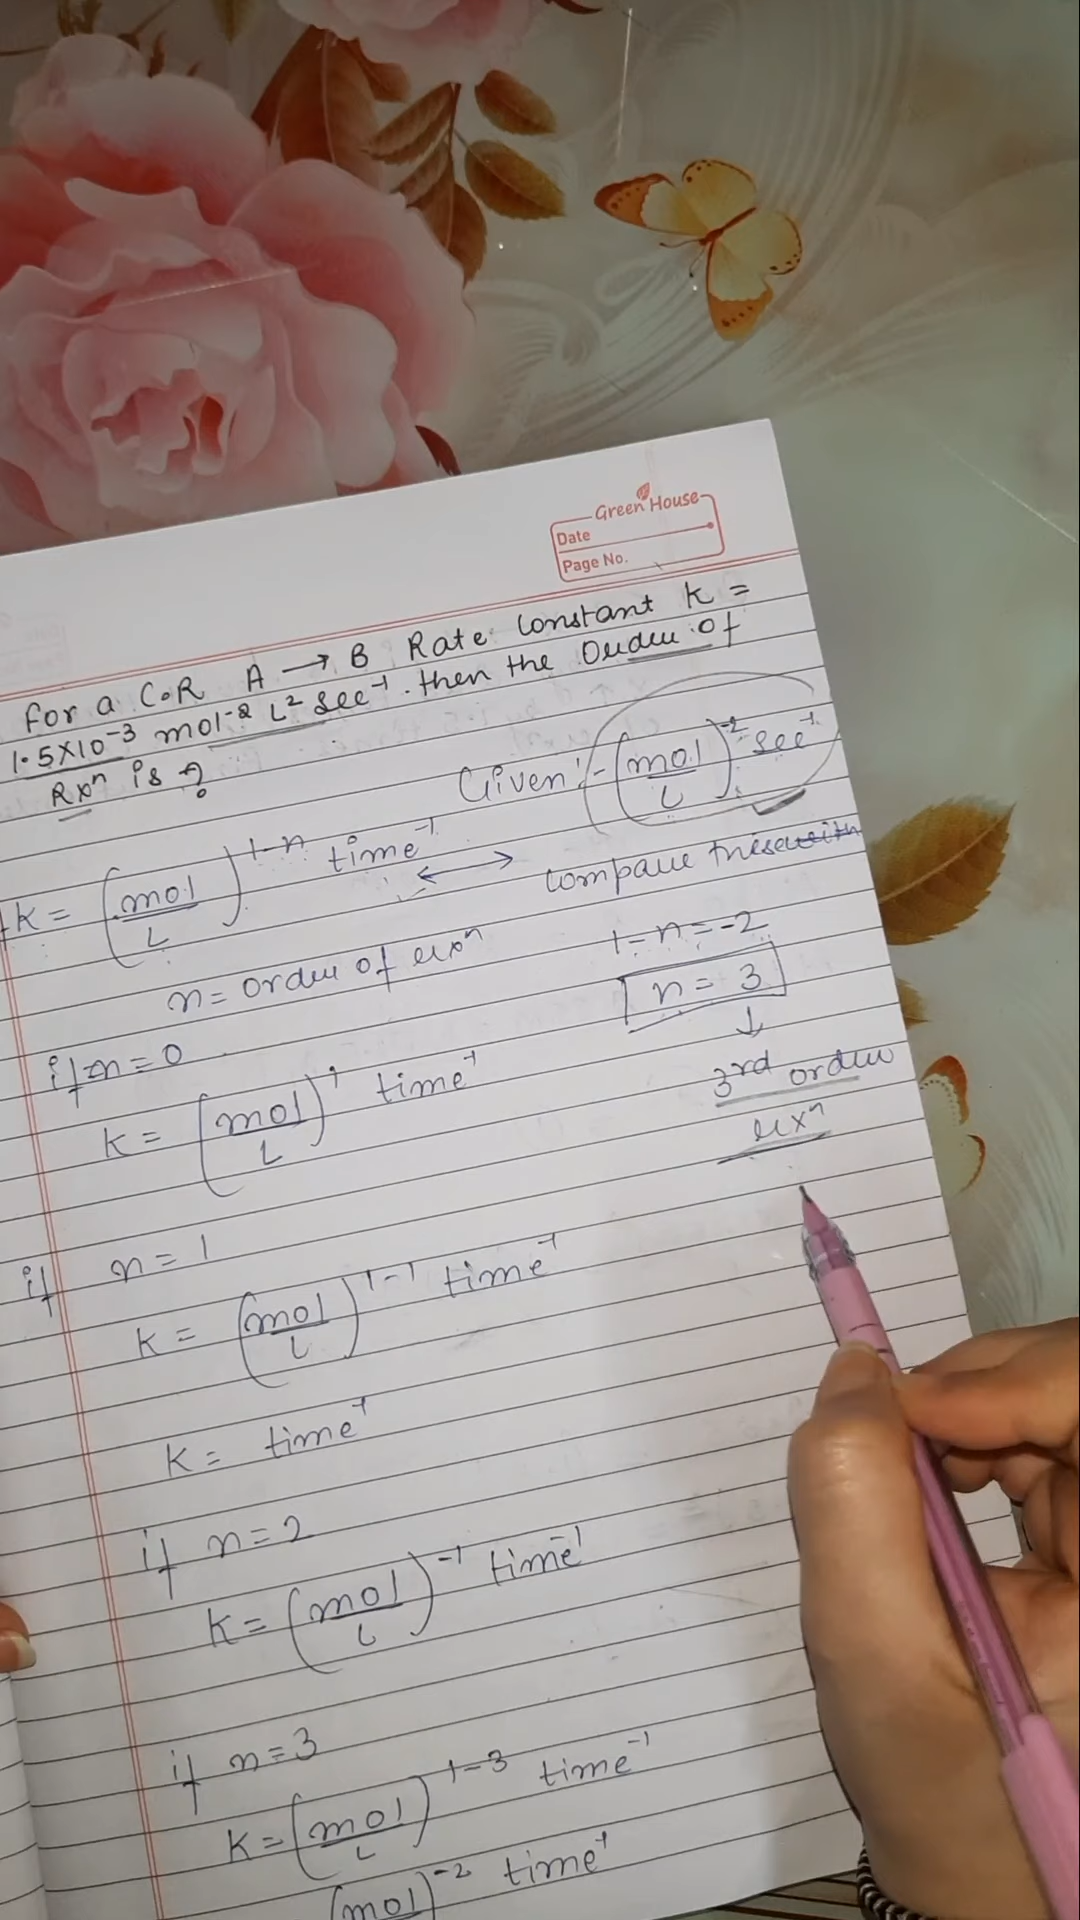 Green House
Date
Page No.
For a C.R A → B Rate Constant K =
1.5X10⁻³ mol⁻² L² sec⁻¹. then the Order of
Rxⁿ is ?
Given:- (mol/L)⁻² sec⁻¹
k = (mol/L)¹⁻ⁿ time⁻¹ ↔ compare these with
n = order of rxⁿ
1-n = -2
n = 3
↓
3rd order
rxⁿ
if n = 0
k = (mol/L)¹ time⁻¹
if n = 1
k = (mol/L)¹⁻¹ time⁻¹
k = time⁻¹
if n = 2
k = (mol/L)⁻¹ time⁻¹
if n = 3
k = (mol/L)¹⁻³ time⁻¹
(mol)⁻² time⁻¹